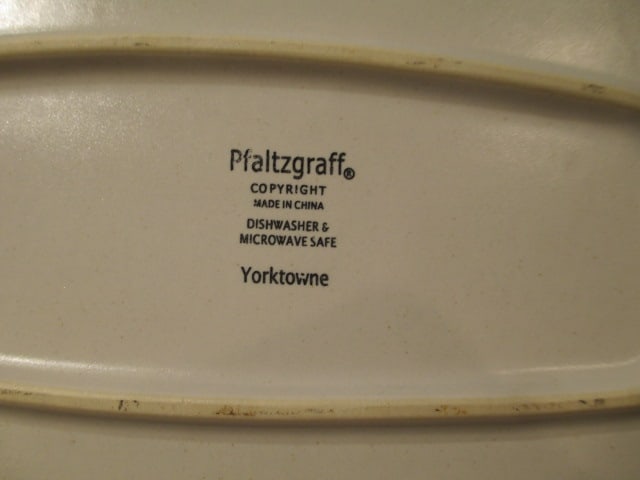 Pfaltzgraff®
COPYRIGHT
MADE IN CHINA
DISHWASHER &
MICROWAVE SAFE
Yorktowne